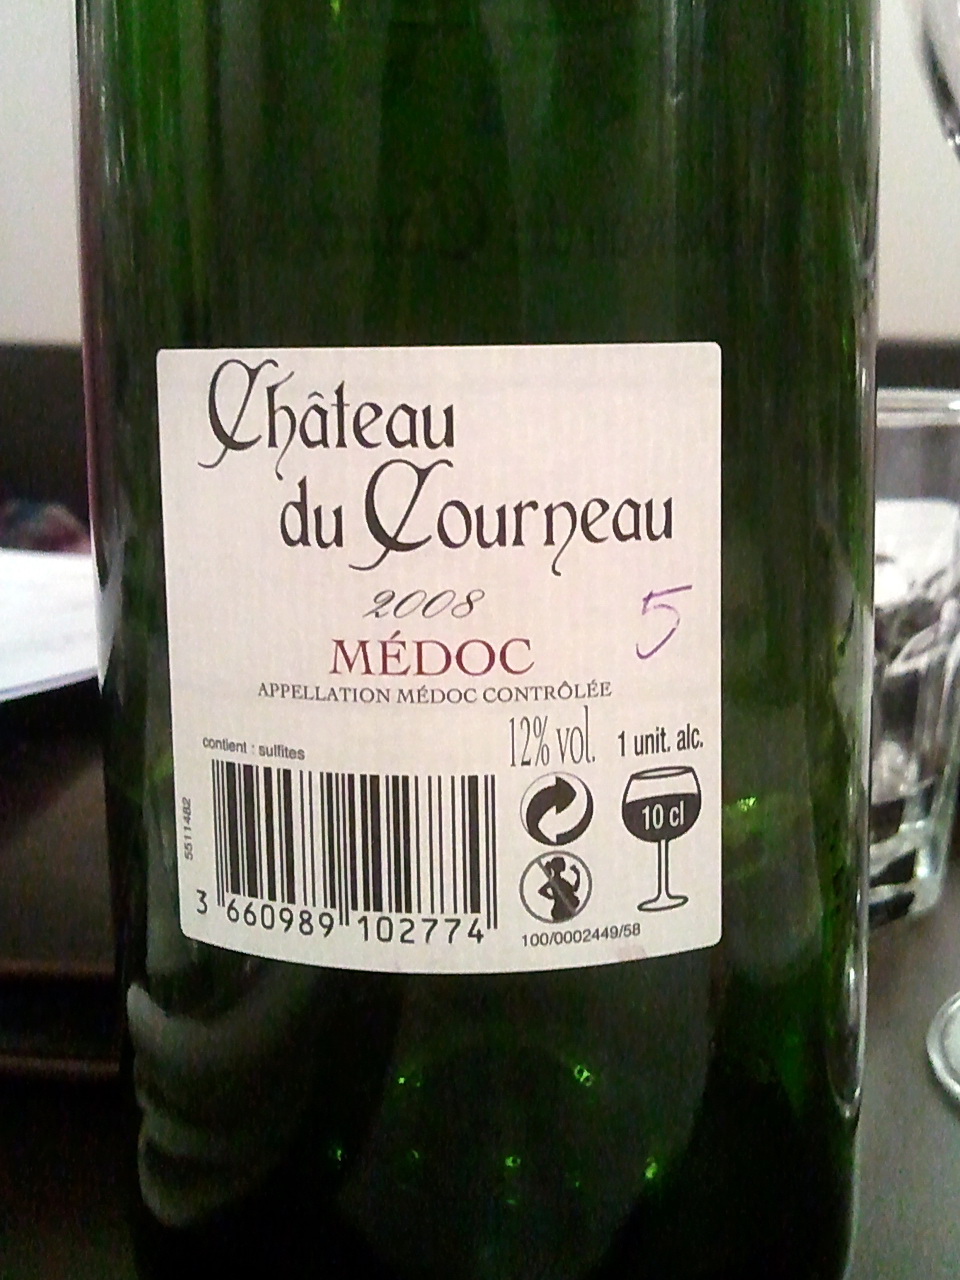 Château
du Courneau
2008
5
MÉDOC
APPELLATION MÉDOC CONTRÔLÉE
contient : sulfites
12% vol.
1 unit. alc.
10 cl
5511482
3 660989 102774
100/0002449/58